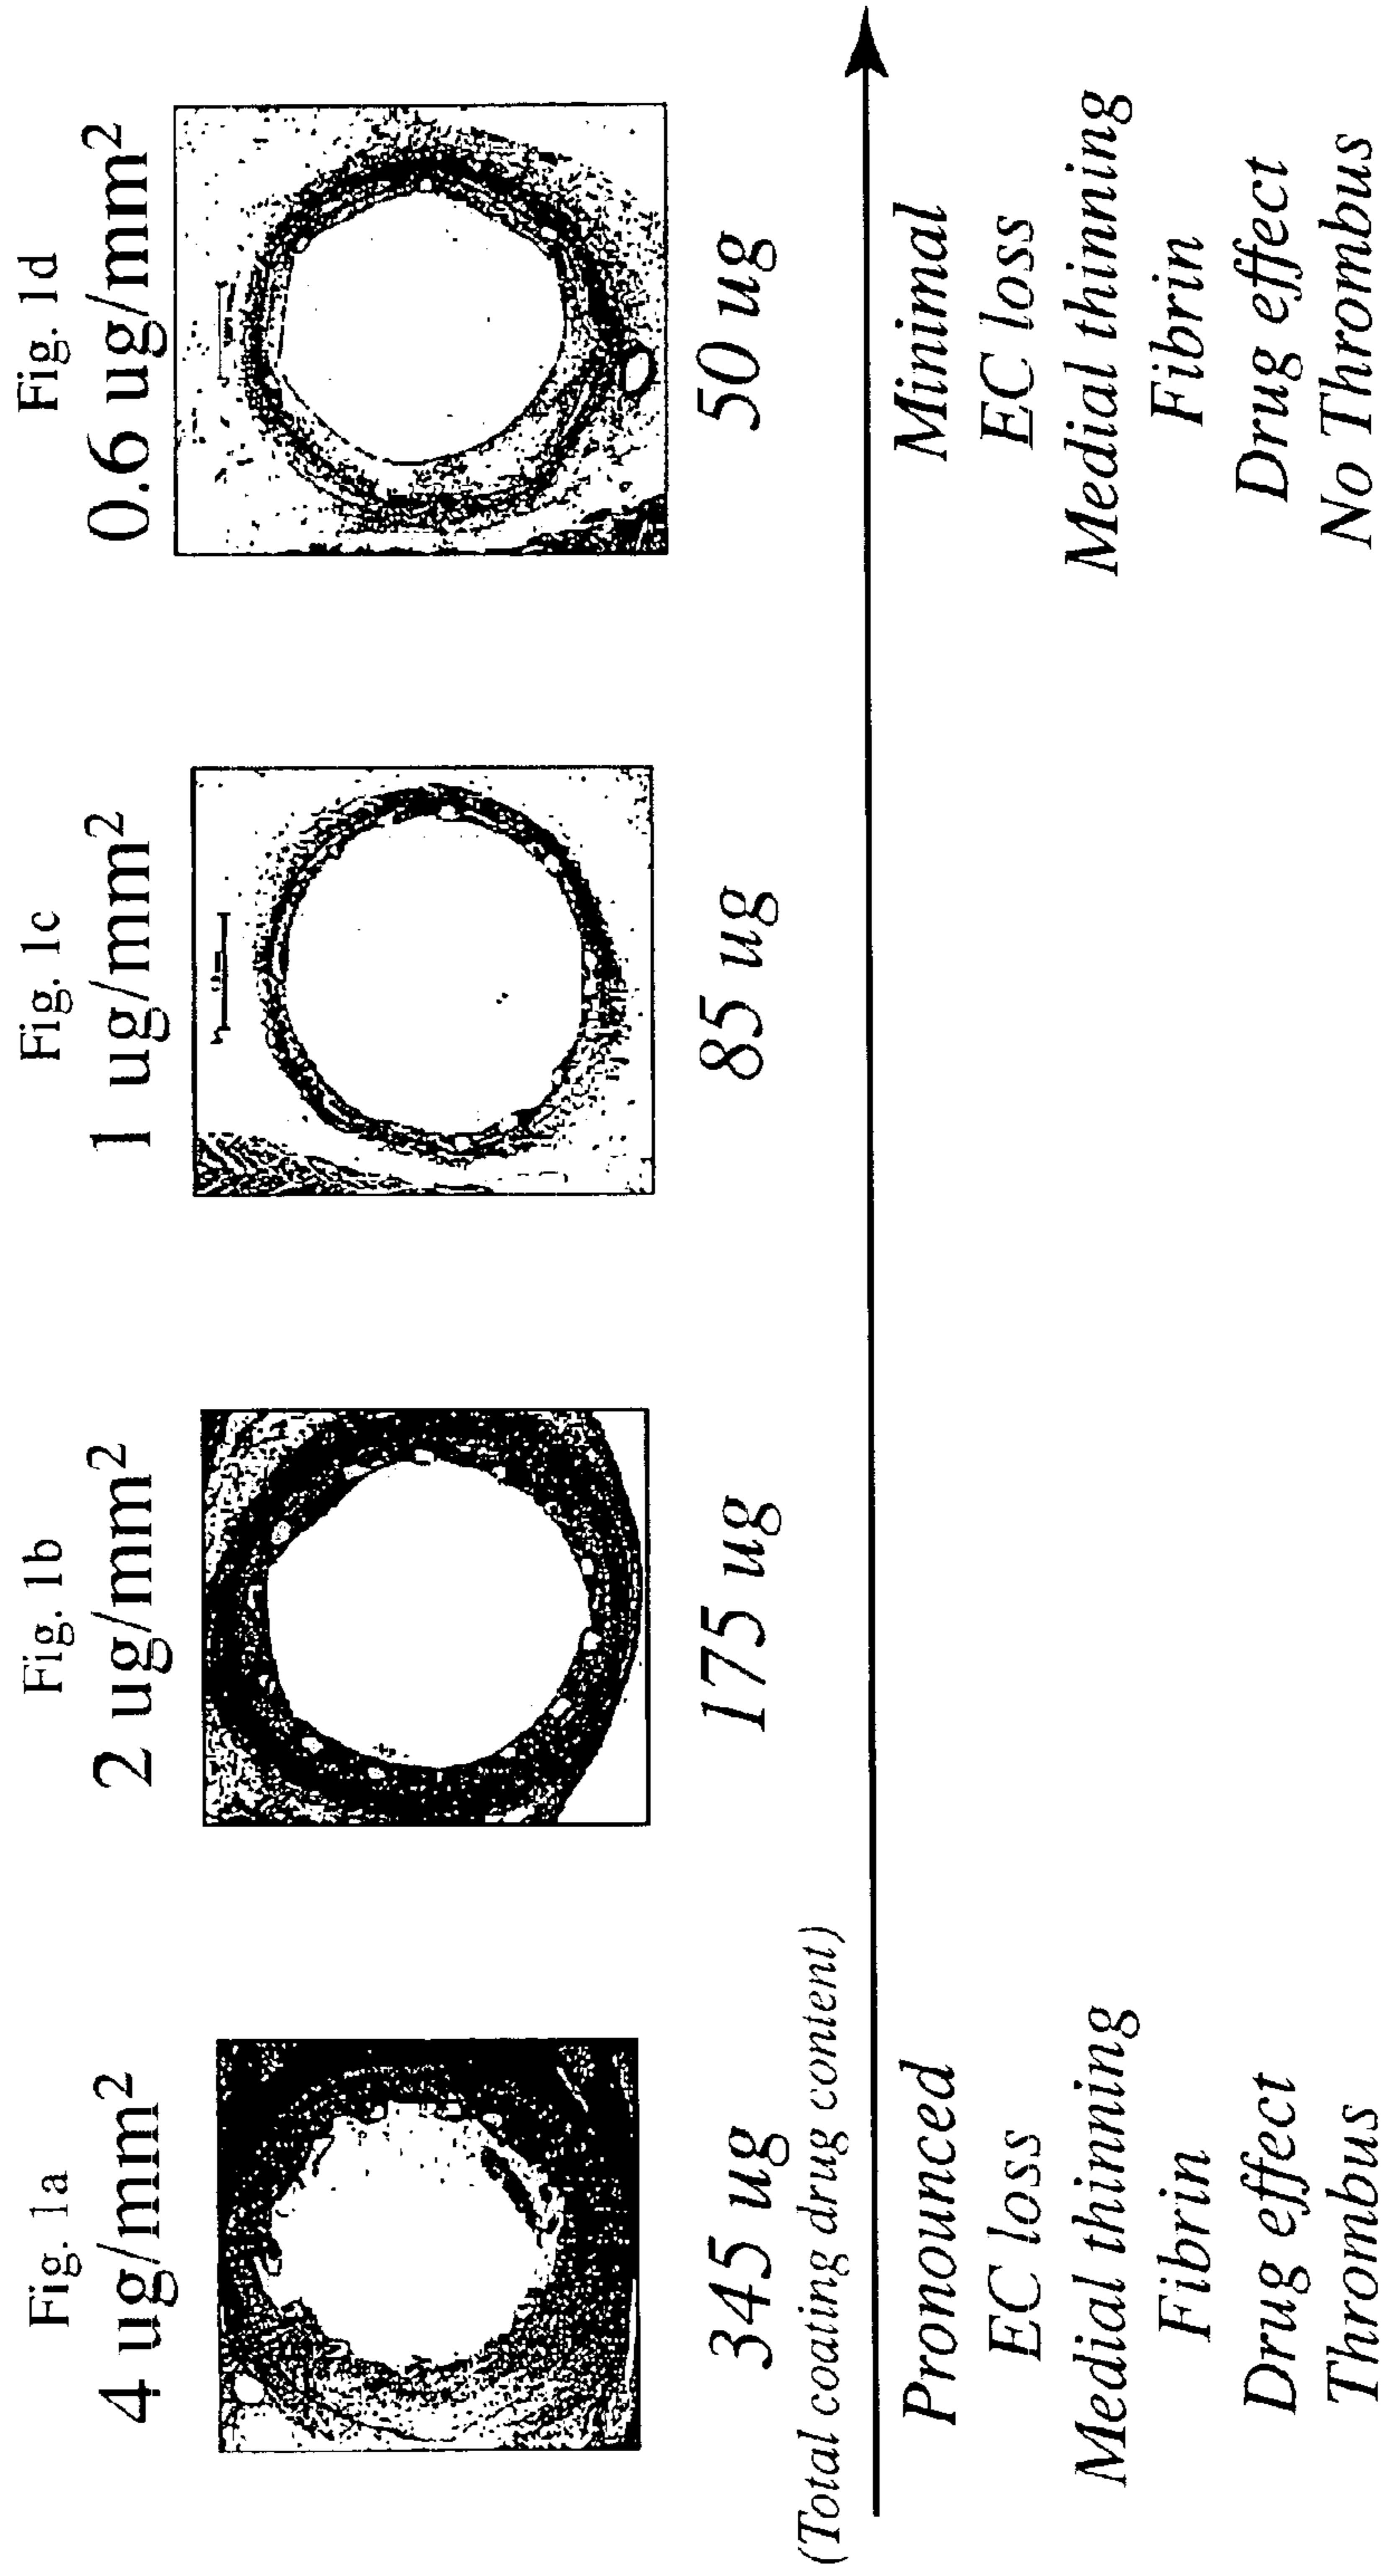 Fig. 1a
4 ug/mm²
345 ug
(Total coating drug content)
Fig. 1b
2 ug/mm²
175 ug
Fig. 1c
1 ug/mm²
85 ug
Fig. 1d
0.6 ug/mm²
50 ug
Pronounced
EC loss
Medial thinning
Fibrin
Drug effect
Thrombus
Minimal
EC loss
Medial thinning
Fibrin
Drug effect
No Thrombus